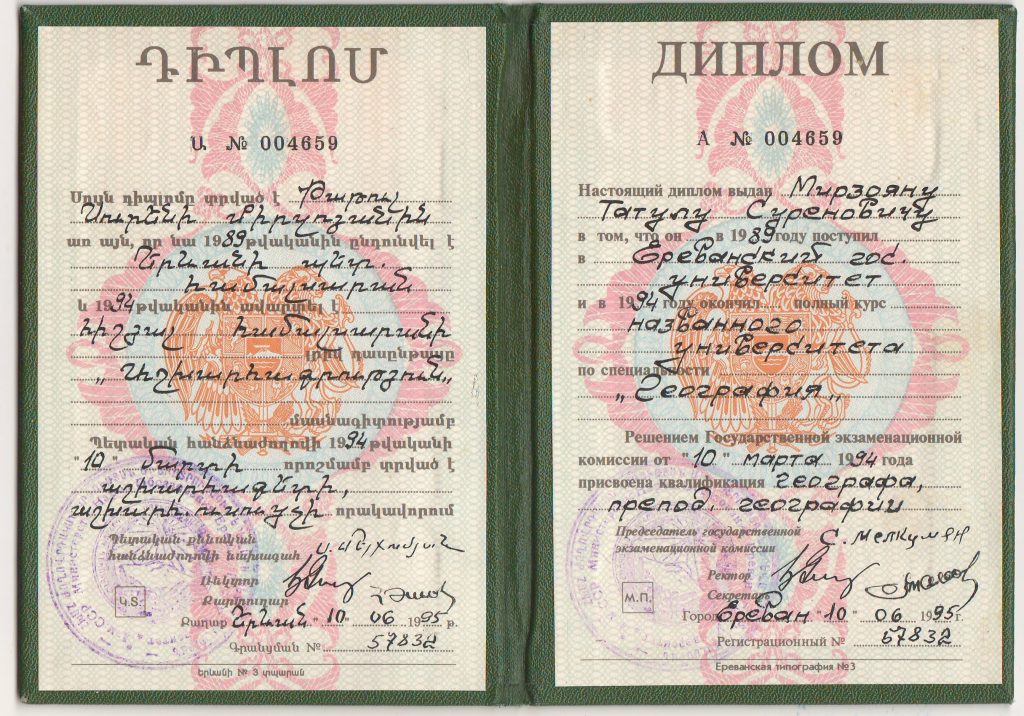 ԴԻՊԼՈՄ
Ա № 004659
Սույն դիպլոմը տրված է Թաթուլ
Սուրենի Միրզոյանին
առ այն, որ նա 1989 թվականին ընդունվել է
Երևանի պետ.
համալսարան
և 1994 թվականին ավարտել է
նիշյալ համալսարանի
լրիվ դասընթացը
„Աշխարհագրություն„
մասնագիտությամբ
Պետական հանձնաժողովի 1994 թվականի
"10" մարտի որոշմամբ տրված է
աշխարհագետի,
աշխարհ. ուսուցչի որակավորում
Պետական քննական
հանձնաժողովի նախագահ Ս. Մելքումյան
Ռեկտոր
Քարտուղար
Կ.Տ.
Քաղաք Երևան "10" 06 1995 թ.
Գրանցման № 57832
Երևանի № 3 տպարան
ДИПЛОМ
А № 004659
Настоящий диплом выдан Мирзояну
Татулу Суреновичу
в том, что он в 1989 году поступил
в Ереванский гос.
университет
и в 1994 году окончил полный курс
названного
университета
по специальности
„География„
Решением Государственной экзаменационной
комиссии от "10" марта 1994 года
присвоена квалификация географа,
препод. географии
Председатель государственной
экзаменационной комиссии С. Мелкумян
Ректор
Секретарь
М.П.
Город Ереван "10" 06 1995 г.
Регистрационный № 57832
Ереванская типография №3